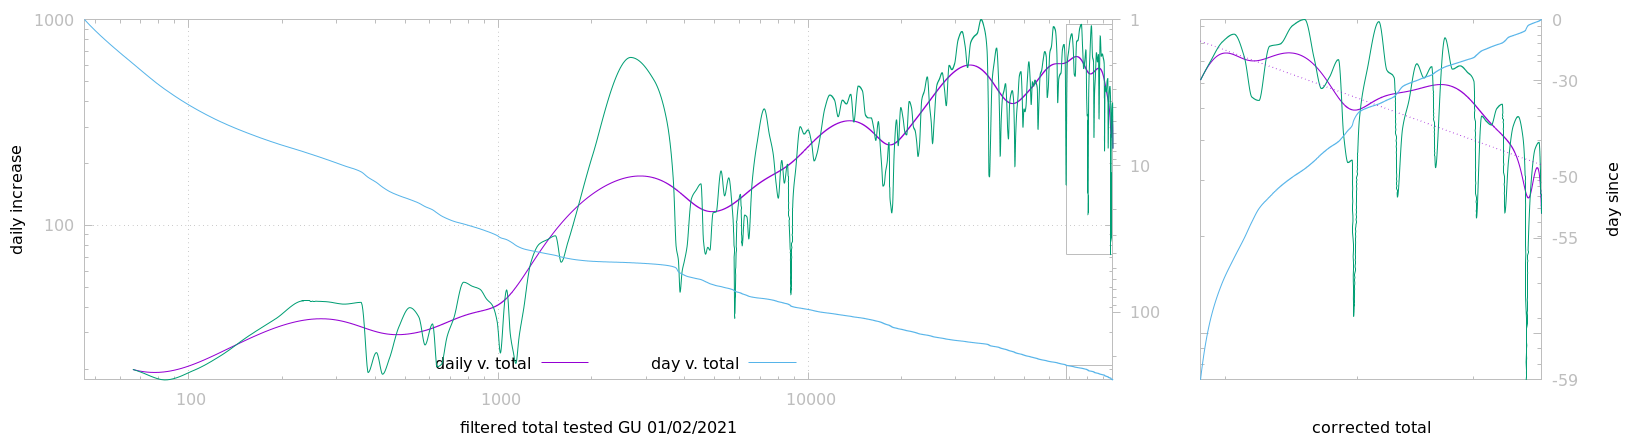 1000
100
daily increase
100
1000
10000
daily v. total
day v. total
filtered total tested GU 01/02/2021
1
10
100
0
-30
-50
-55
-59
day since
corrected total